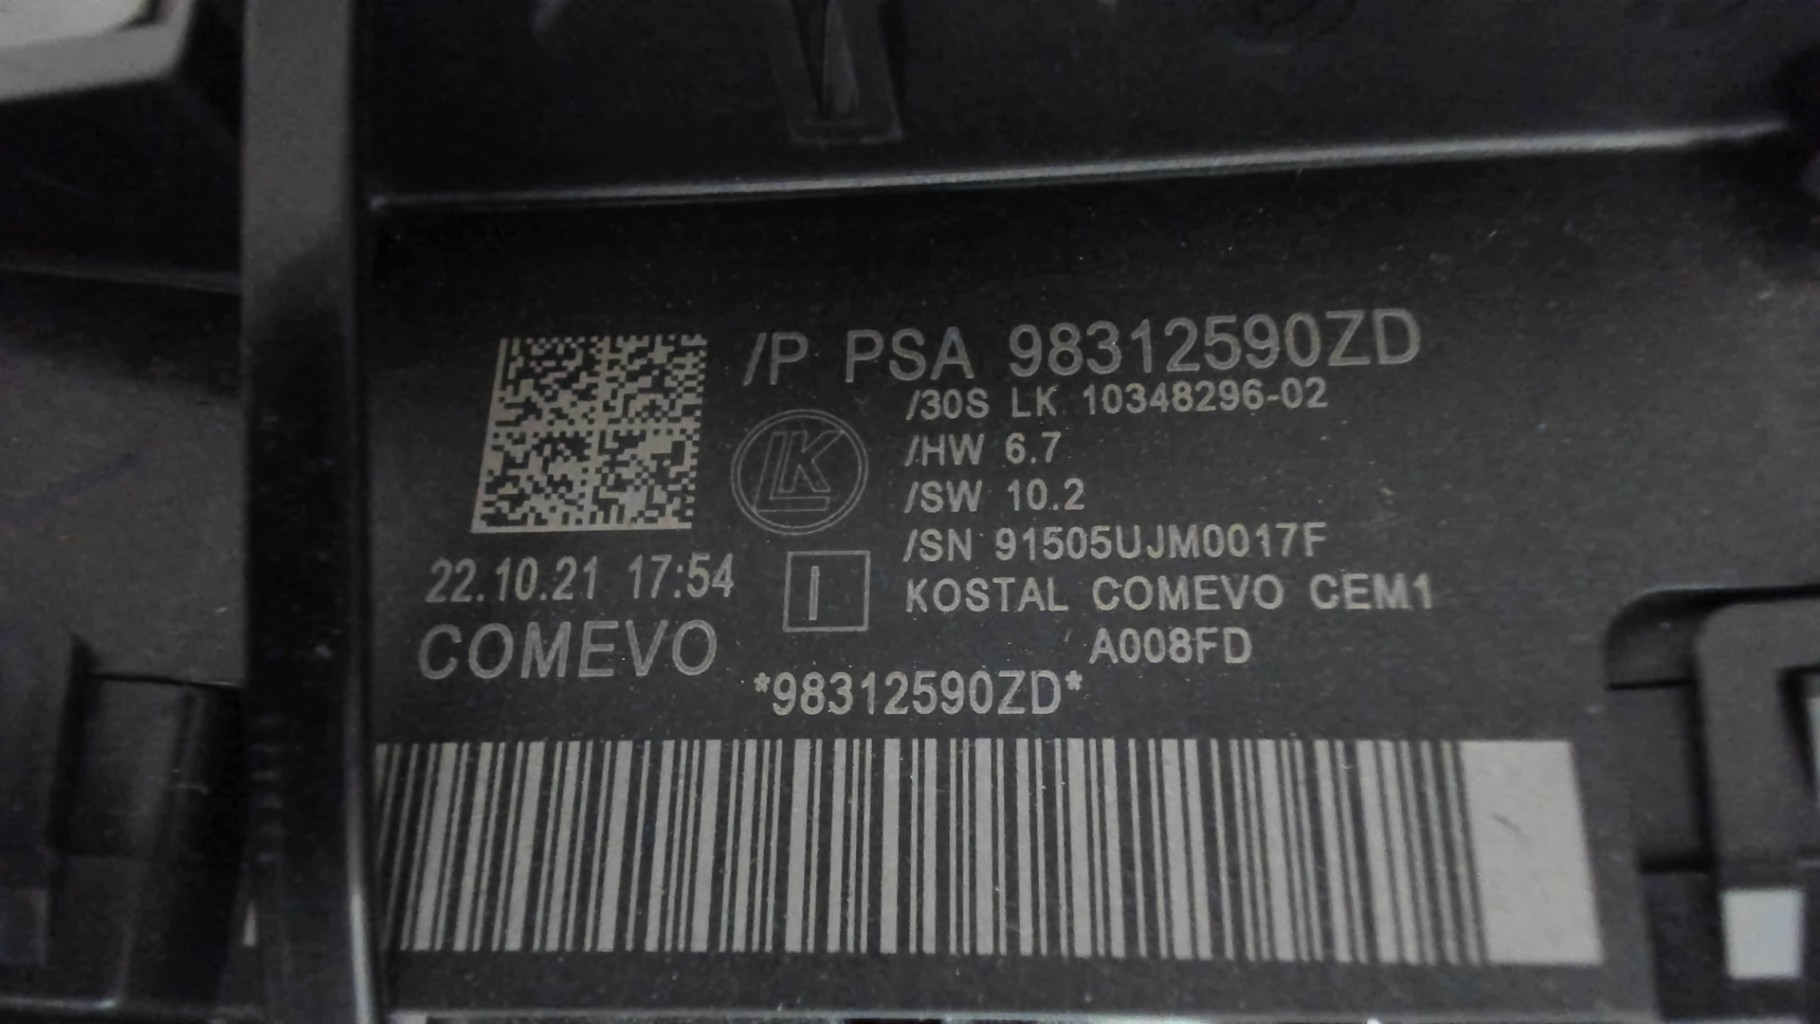 /P PSA 98312590ZD
/30S LK 10348296-02
LK
/HW 6.7
/SW 10.2
/SN 91505UJM0017F
22.10.21 17:54
I
KOSTAL COMEVO CEM1
COMEVO
A008FD
*98312590ZD*